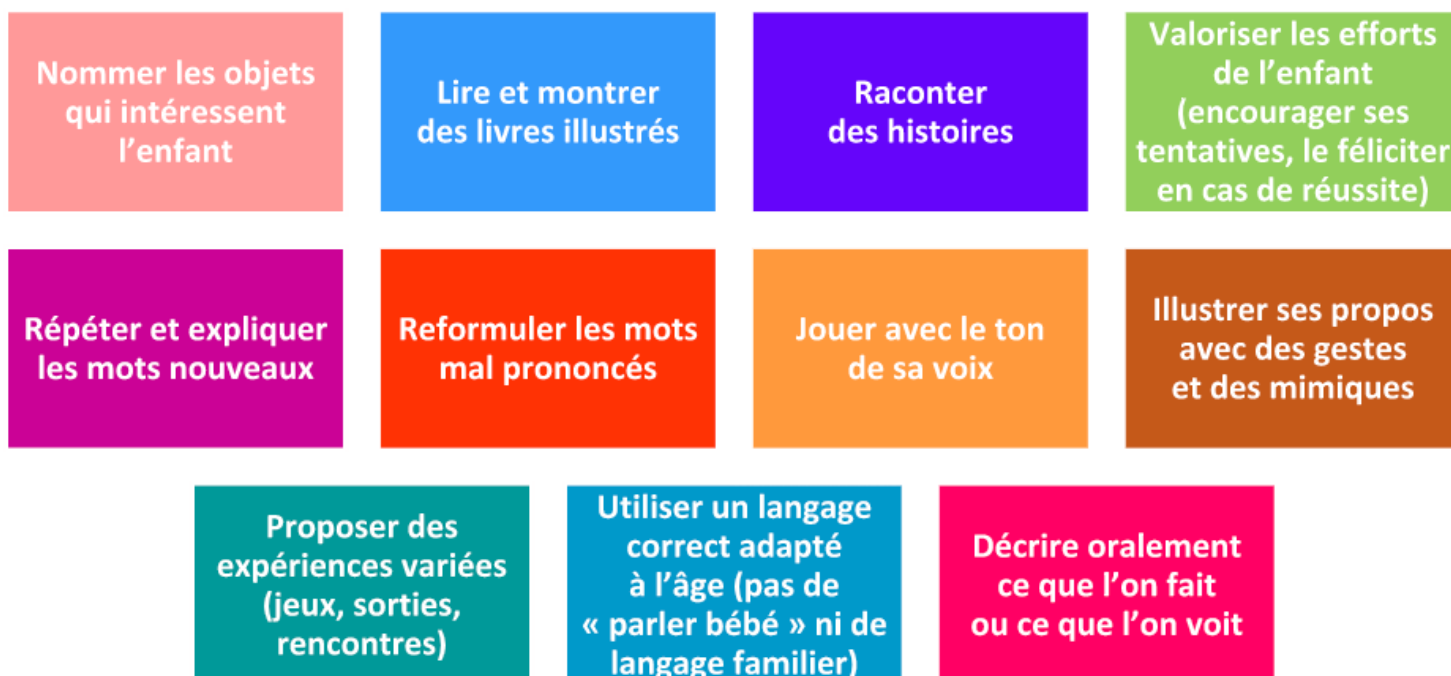 Nommer les objets
qui intéressent
l’enfant
Lire et montrer
des livres illustrés
Raconter
des histoires
Valoriser les efforts
de l’enfant
(encourager ses
tentatives, le féliciter
en cas de réussite)
Répéter et expliquer
les mots nouveaux
Reformuler les mots
mal prononcés
Jouer avec le ton
de sa voix
Illustrer ses propos
avec des gestes
et des mimiques
Proposer des
expériences variées
(jeux, sorties,
rencontres)
Utiliser un langage
correct adapté
à l’âge (pas de
« parler bébé » ni de
langage familier)
Décrire oralement
ce que l’on fait
ou ce que l’on voit